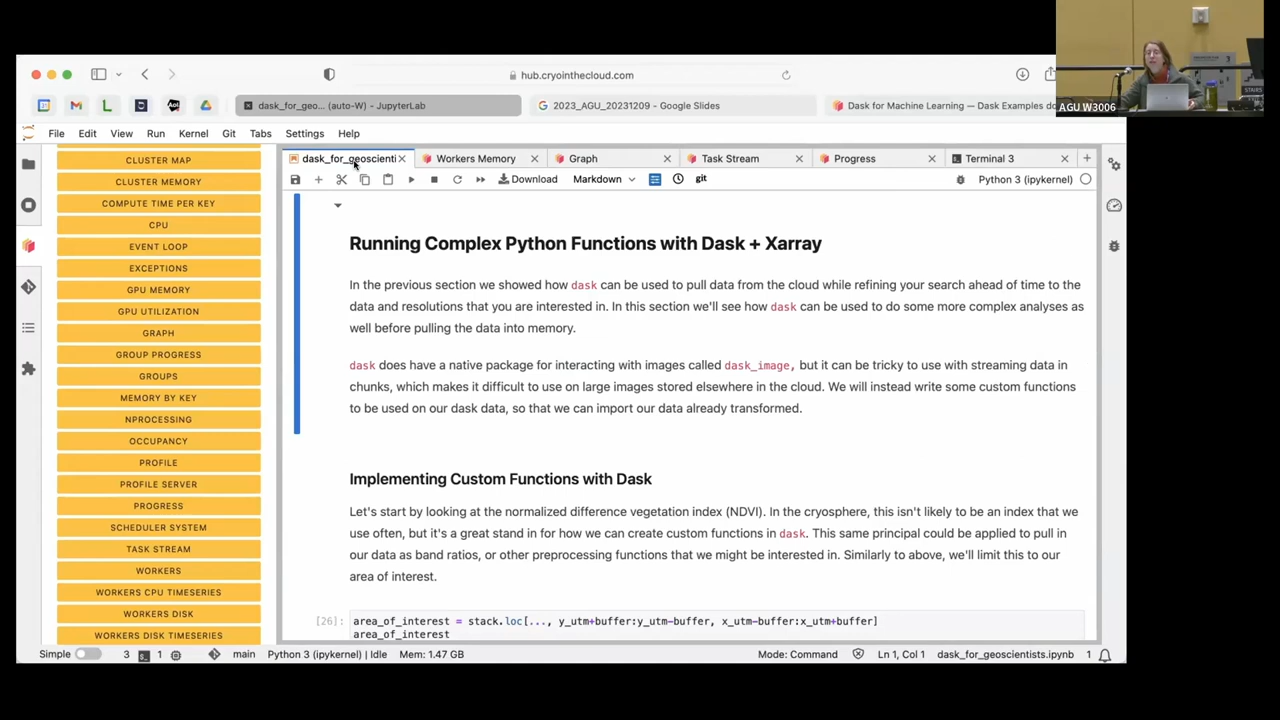 hub.cryointhecloud.com
dask_for_geo... (auto-W) - JupyterLab
2023_AGU_20231209 - Google Slides
Dask for Machine Learning — Dask Examples do
AGU W3006
File Edit View Run Kernel Git Tabs Settings Help
dask_for_geoscienti
Workers Memory
Graph
Task Stream
Progress
Terminal 3
Download
Markdown
git
Python 3 (ipykernel)
CLUSTER MAP
CLUSTER MEMORY
COMPUTE TIME PER KEY
CPU
EVENT LOOP
EXCEPTIONS
GPU MEMORY
GPU UTILIZATION
GRAPH
GROUP PROGRESS
GROUPS
MEMORY BY KEY
NPROCESSING
OCCUPANCY
PROFILE
PROFILE SERVER
PROGRESS
SCHEDULER SYSTEM
TASK STREAM
WORKERS
WORKERS CPU TIMESERIES
WORKERS DISK
WORKERS DISK TIMESERIES
Running Complex Python Functions with Dask + Xarray
In the previous section we showed how dask can be used to pull data from the cloud while refining your search ahead of time to the
data and resolutions that you are interested in. In this section we'll see how dask can be used to do some more complex analyses as
well before pulling the data into memory.
dask does have a native package for interacting with images called dask_image, but it can be tricky to use with streaming data in
chunks, which makes it difficult to use on large images stored elsewhere in the cloud. We will instead write some custom functions
to be used on our dask data, so that we can import our data already transformed.
Implementing Custom Functions with Dask
Let's start by looking at the normalized difference vegetation index (NDVI). In the cryosphere, this isn't likely to be an index that we
use often, but it's a great stand in for how we can create custom functions in dask. This same principal could be applied to pull in
our data as band ratios, or other preprocessing functions that we might be interested in. Similarly to above, we'll limit this to our
area of interest.
[26]: area_of_interest = stack.loc[..., y_utm+buffer:y_utm-buffer, x_utm-buffer:x_utm+buffer]
area_of_interest
Simple 3 1 main Python 3 (ipykernel) | Idle Mem: 1.47 GB Mode: Command Ln 1, Col 1 dask_for_geoscientists.ipynb 1